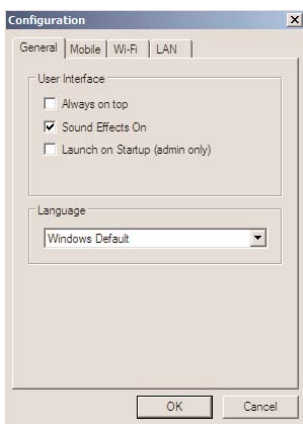 Configuration
General Mobile Wi-Fi LAN
User Interface
Always on top
Sound Effects On
Launch on Startup (admin only)
Language
Windows Default
OK Cancel